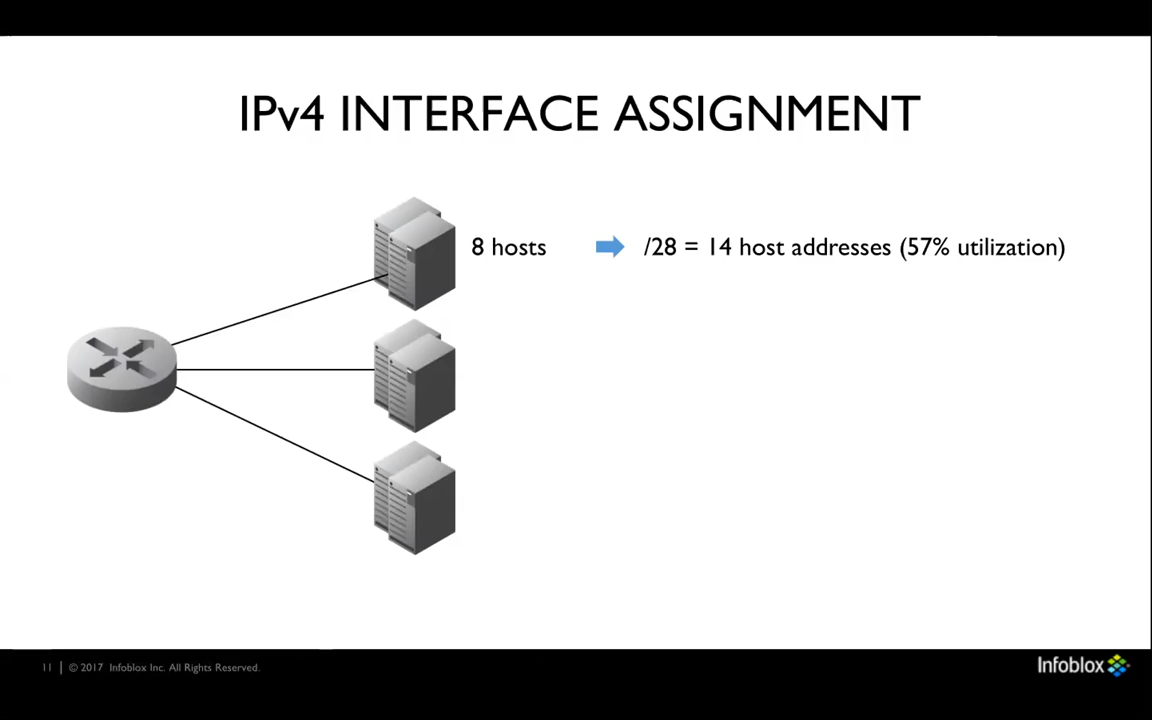 IPv4 INTERFACE ASSIGNMENT
8 hosts /28 = 14 host addresses (57% utilization)
11 | © 2017 Infoblox Inc. All Rights Reserved.
Infoblox